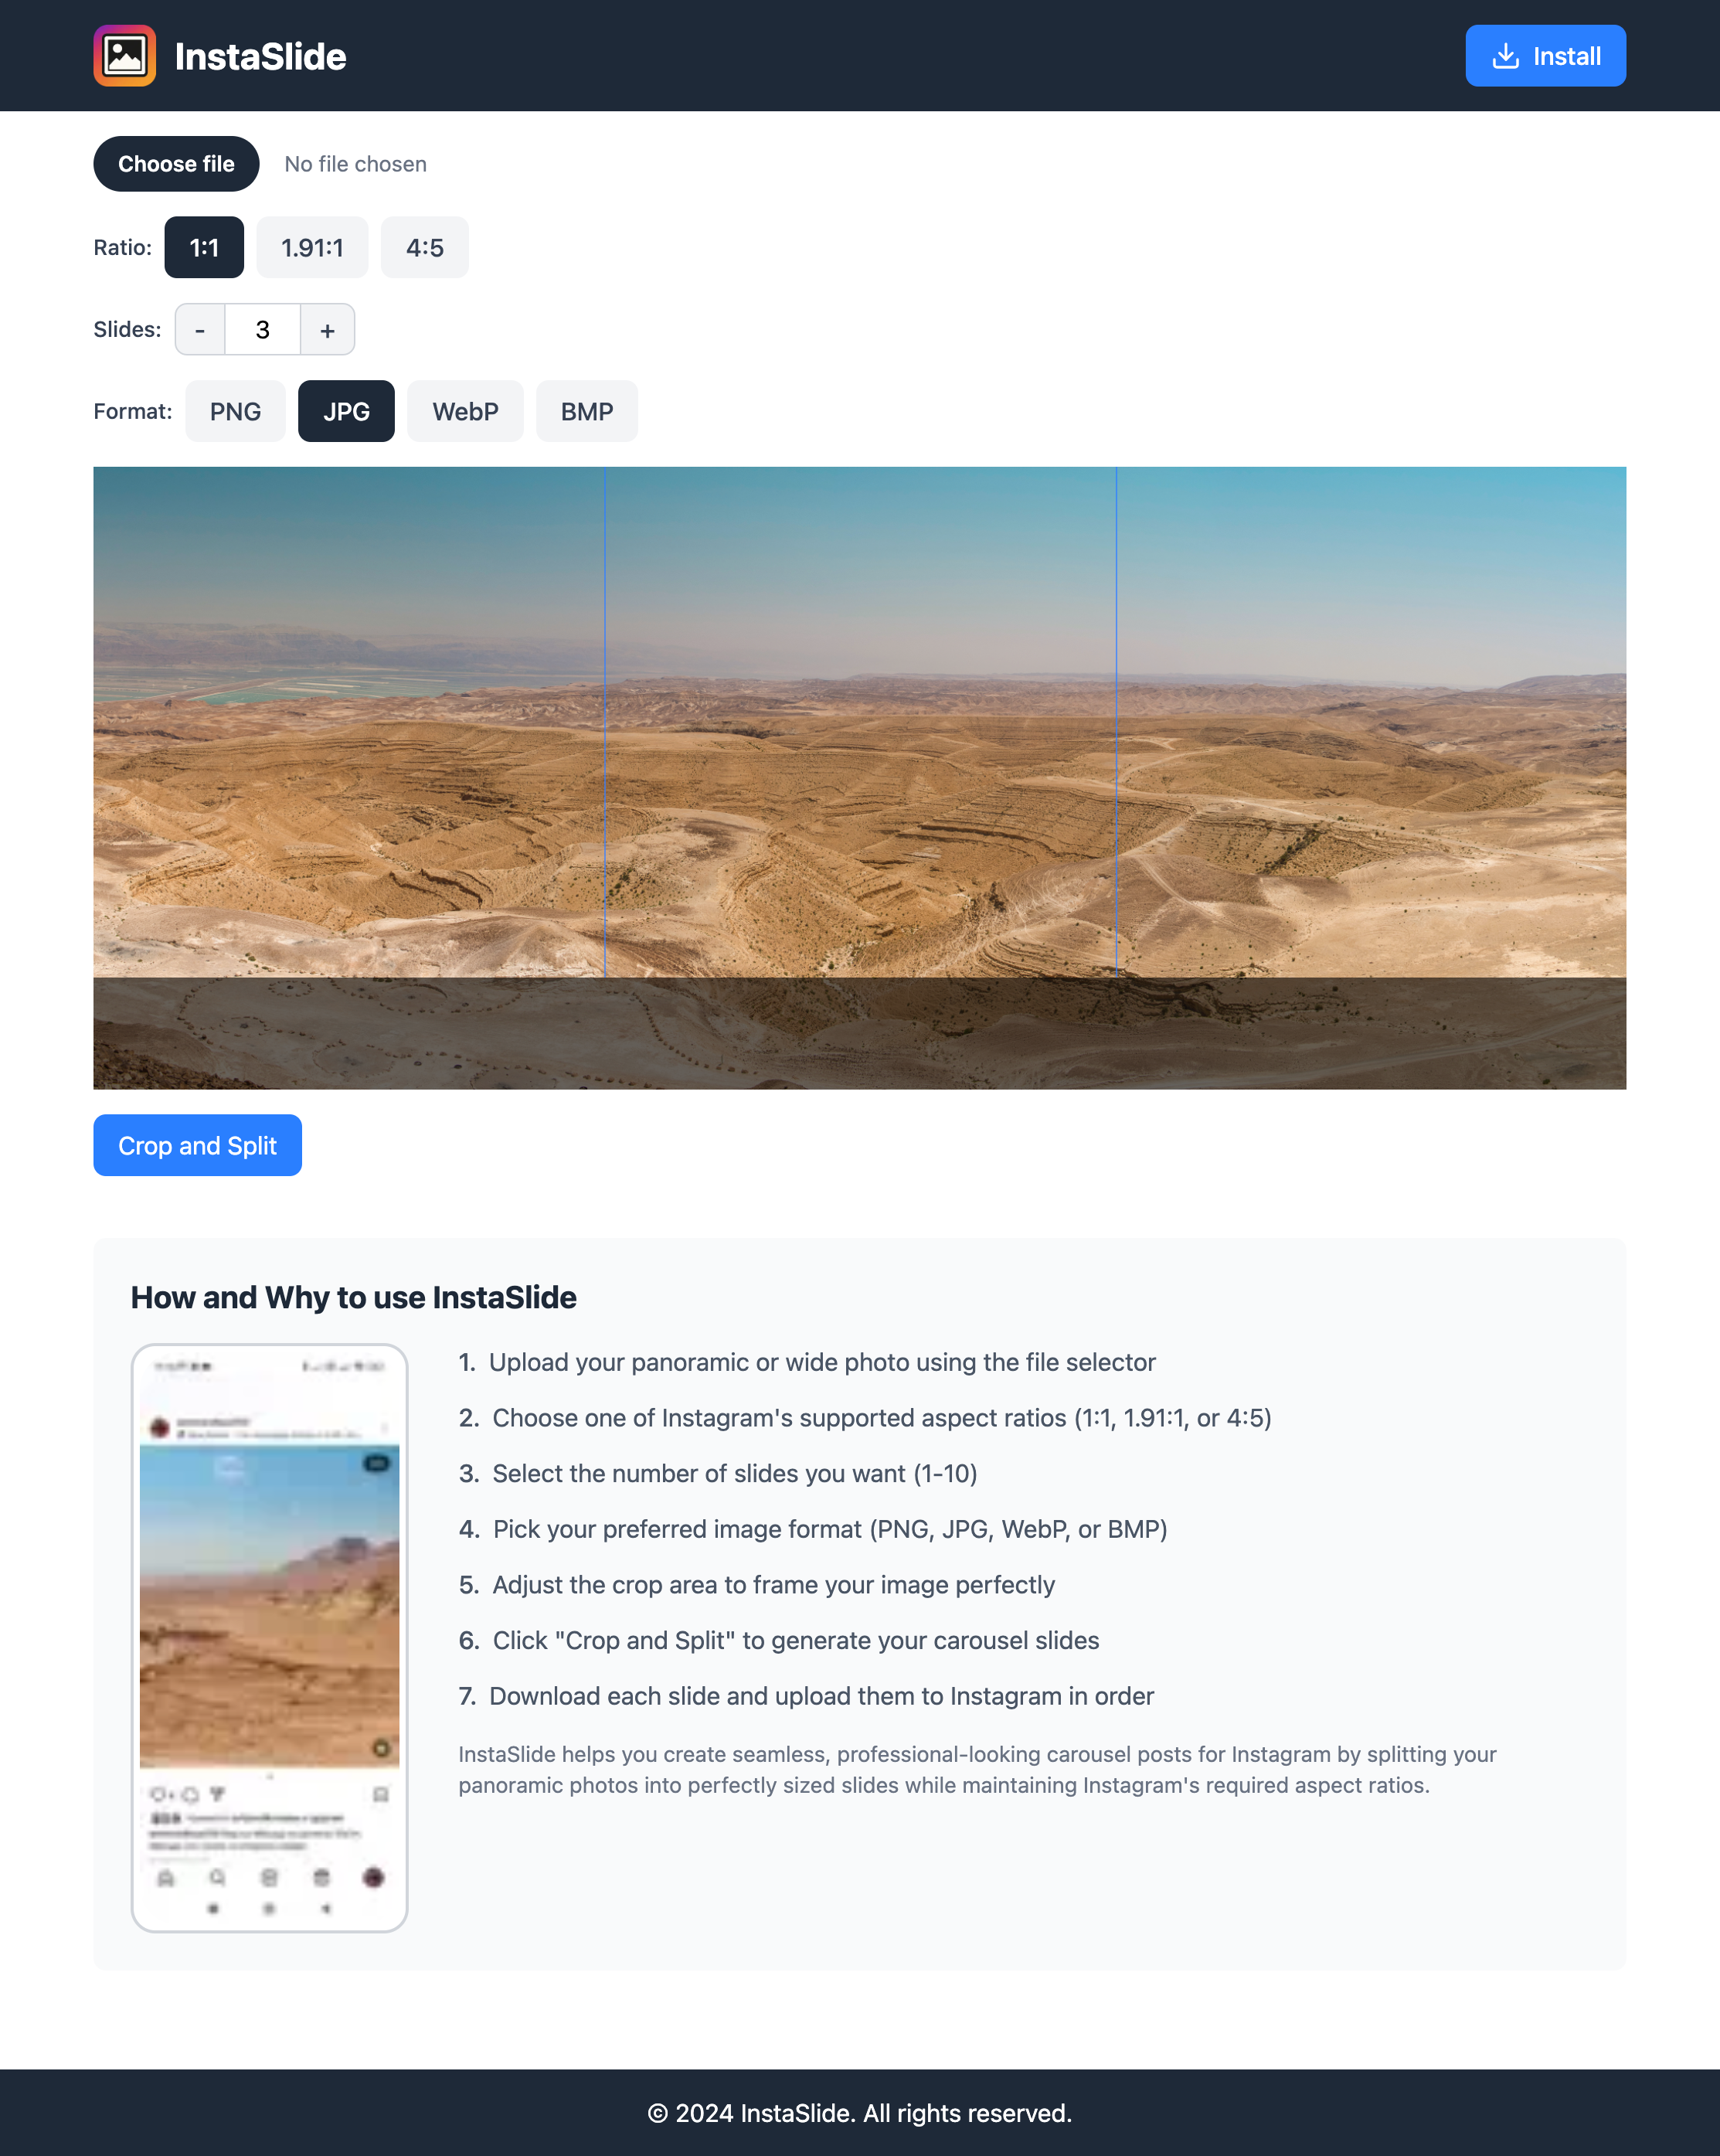 InstaSlide
Install
Choose file
No file chosen
Ratio:
1:1
1.91:1
4:5
Slides:
-
3
+
Format:
PNG
JPG
WebP
BMP
Crop and Split
How and Why to use InstaSlide
1. Upload your panoramic or wide photo using the file selector
2. Choose one of Instagram's supported aspect ratios (1:1, 1.91:1, or 4:5)
3. Select the number of slides you want (1-10)
4. Pick your preferred image format (PNG, JPG, WebP, or BMP)
5. Adjust the crop area to frame your image perfectly
6. Click "Crop and Split" to generate your carousel slides
7. Download each slide and upload them to Instagram in order
InstaSlide helps you create seamless, professional-looking carousel posts for Instagram by splitting your
panoramic photos into perfectly sized slides while maintaining Instagram's required aspect ratios.
© 2024 InstaSlide. All rights reserved.